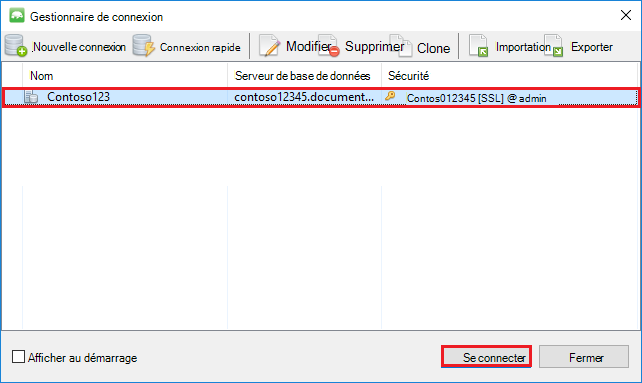 Gestionnaire de connexion
Nouvelle connexion Connexion rapide Modifier Supprimer Clone Importation Exporter
Nom Serveur de base de données Sécurité
Contoso123 contoso12345.document... Contos012345 [SSL] @ admin
Afficher au démarrage Se connecter Fermer